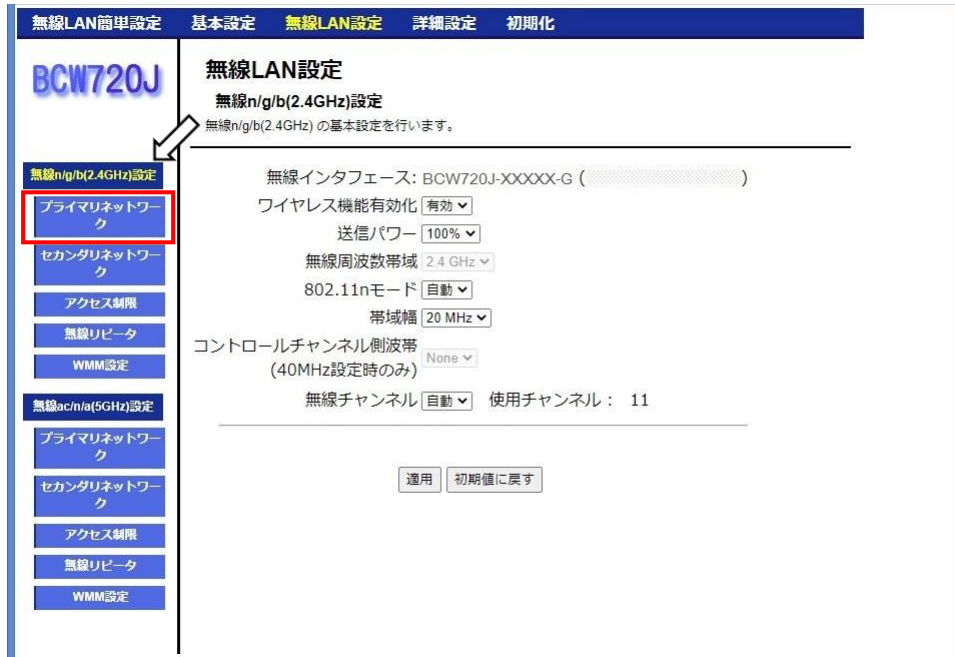 無線LAN簡単設定 基本設定 無線LAN設定 詳細設定 初期化
BCW720J
無線LAN設定
無線n/g/b(2.4GHz)設定
無線n/g/b(2.4GHz) の基本設定を行います。
無線n/g/b(2.4GHz)設定
プライマリネットワー
ク
セカンダリネットワー
ク
アクセス制限
無線リピータ
WMM設定
無線ac/n/a(5GHz)設定
プライマリネットワー
ク
セカンダリネットワー
ク
アクセス制限
無線リピータ
WMM設定
無線インタフェース: BCW720J-XXXXX-G ( )
ワイヤレス機能有効化 有効
送信パワー 100%
無線周波数帯域 2.4 GHz
802.11nモード 自動
帯域幅 20 MHz
コントロールチャンネル側波帯
(40MHz設定時のみ) None
無線チャンネル 自動 使用チャンネル： 11
適用 初期値に戻す